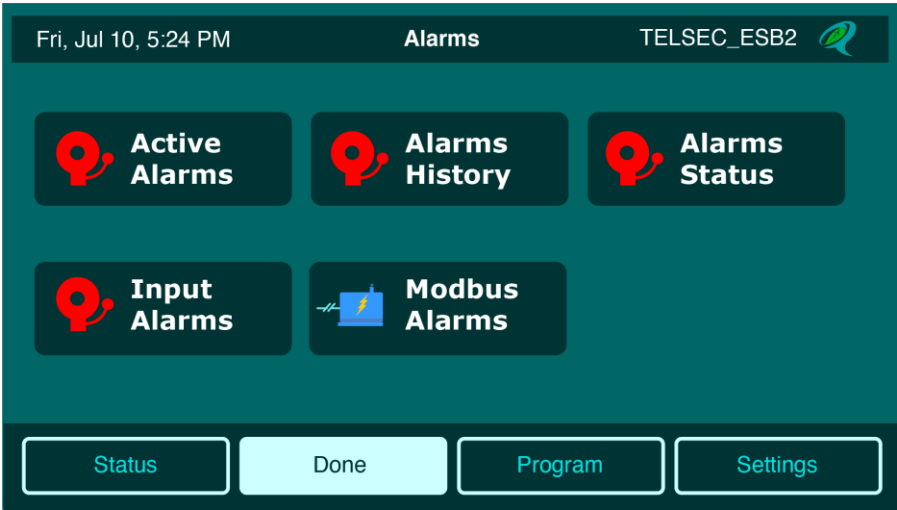 Fri, Jul 10, 5:24 PM
Alarms
TELSEC_ESB2
Active
Alarms
Alarms
History
Alarms
Status
Input
Alarms
Modbus
Alarms
Status
Done
Program
Settings